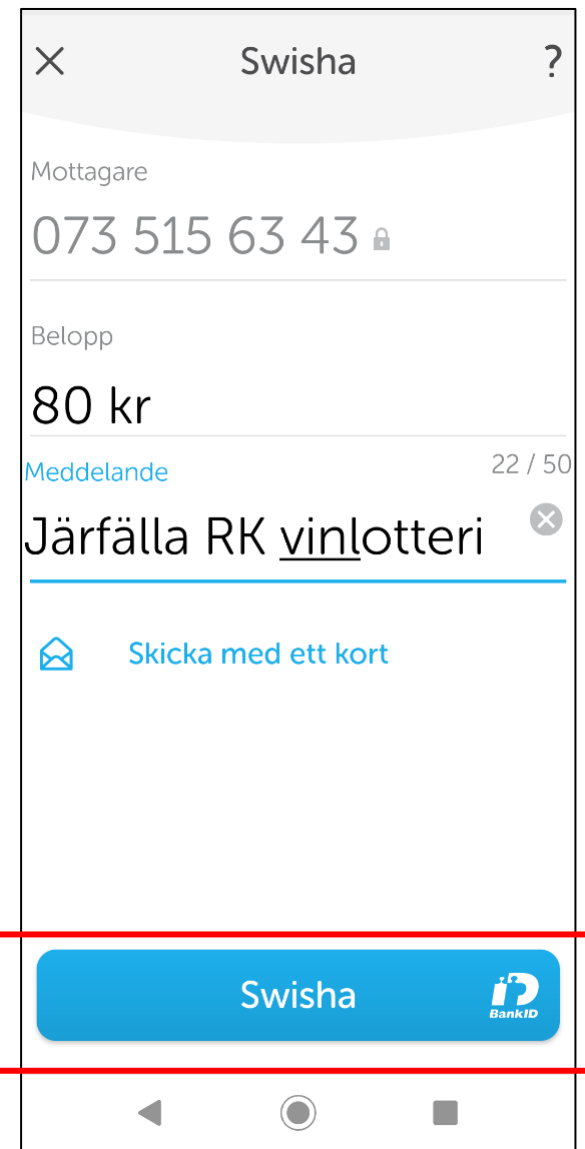 Swisha ?
Mottagare
073 515 63 43
Belopp
80 kr
Meddelande 22 / 50
Järfälla RK vinlotteri
Skicka med ett kort
Swisha BankID